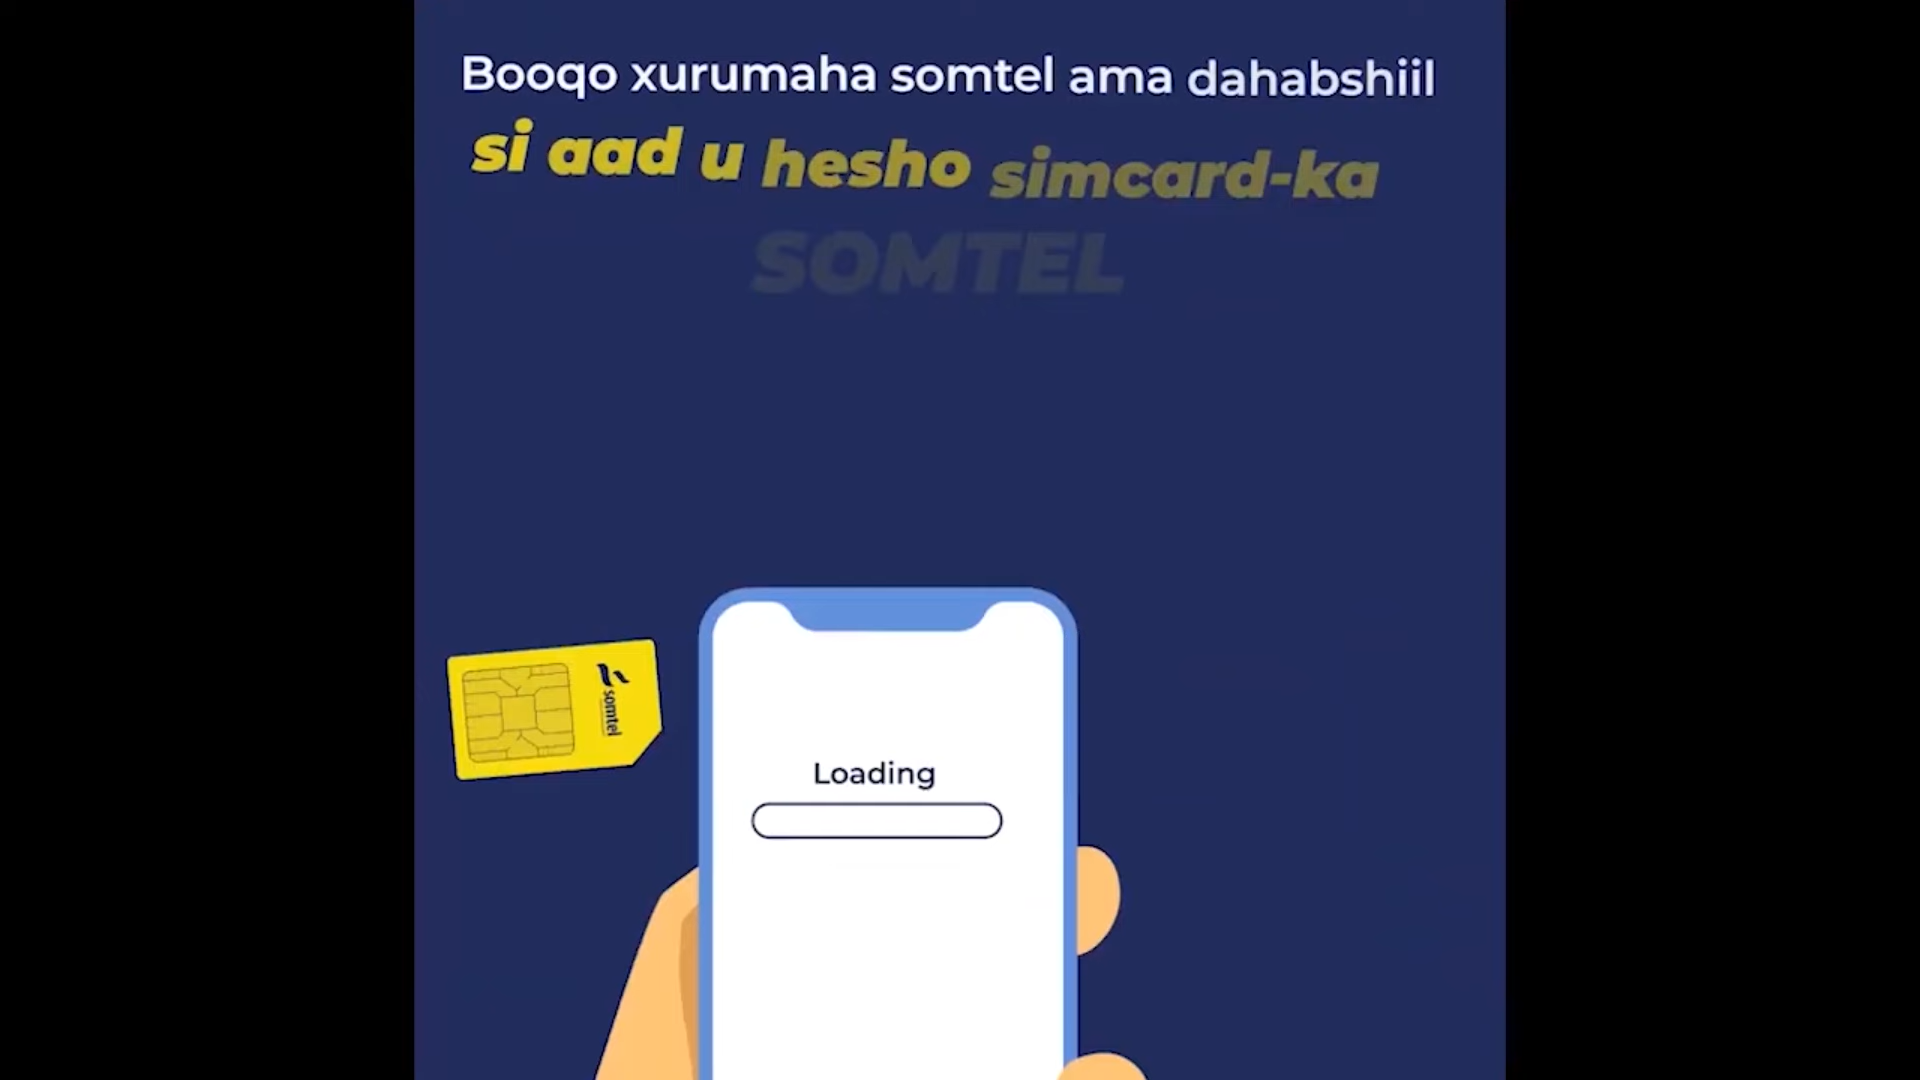 Booqo xurumaha somtel ama dahabshiil
si aad u hesho simcard-ka
SOMTEL
somtel
Loading